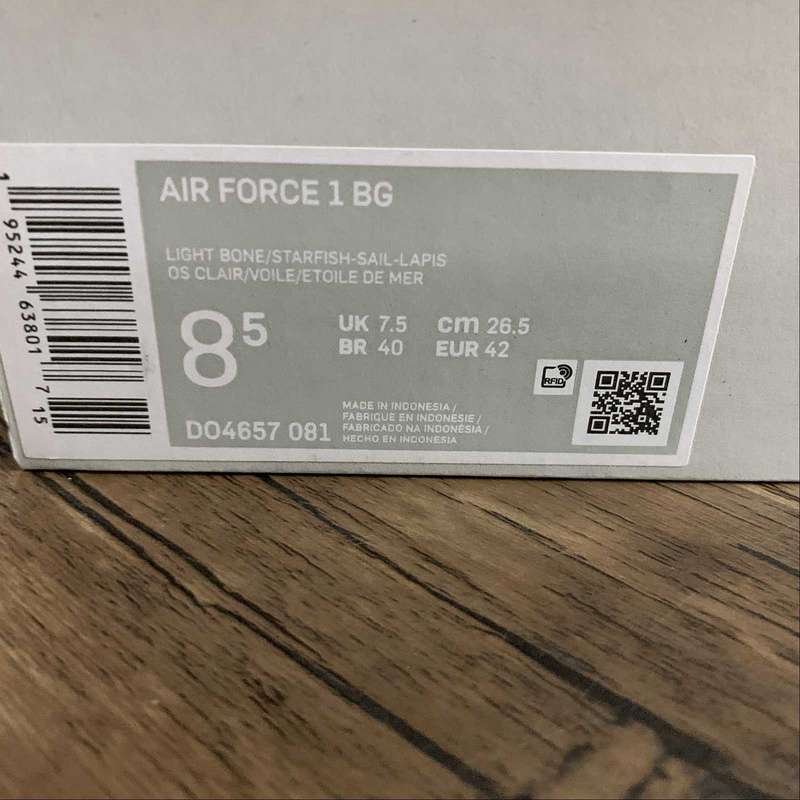 AIR FORCE 1 BG
LIGHT BONE/STARFISH-SAIL-LAPIS
OS CLAIR/VOILE/ETOILE DE MER
8⁵
UK 7.5 cm 26.5
BR 40 EUR 42
RFID
DO4657 081
MADE IN INDONESIA /
FABRIQUE EN INDONESIE /
FABRICADO NA INDONÉSIA /
HECHO EN INDONESIA
1 95244 63801 7 15